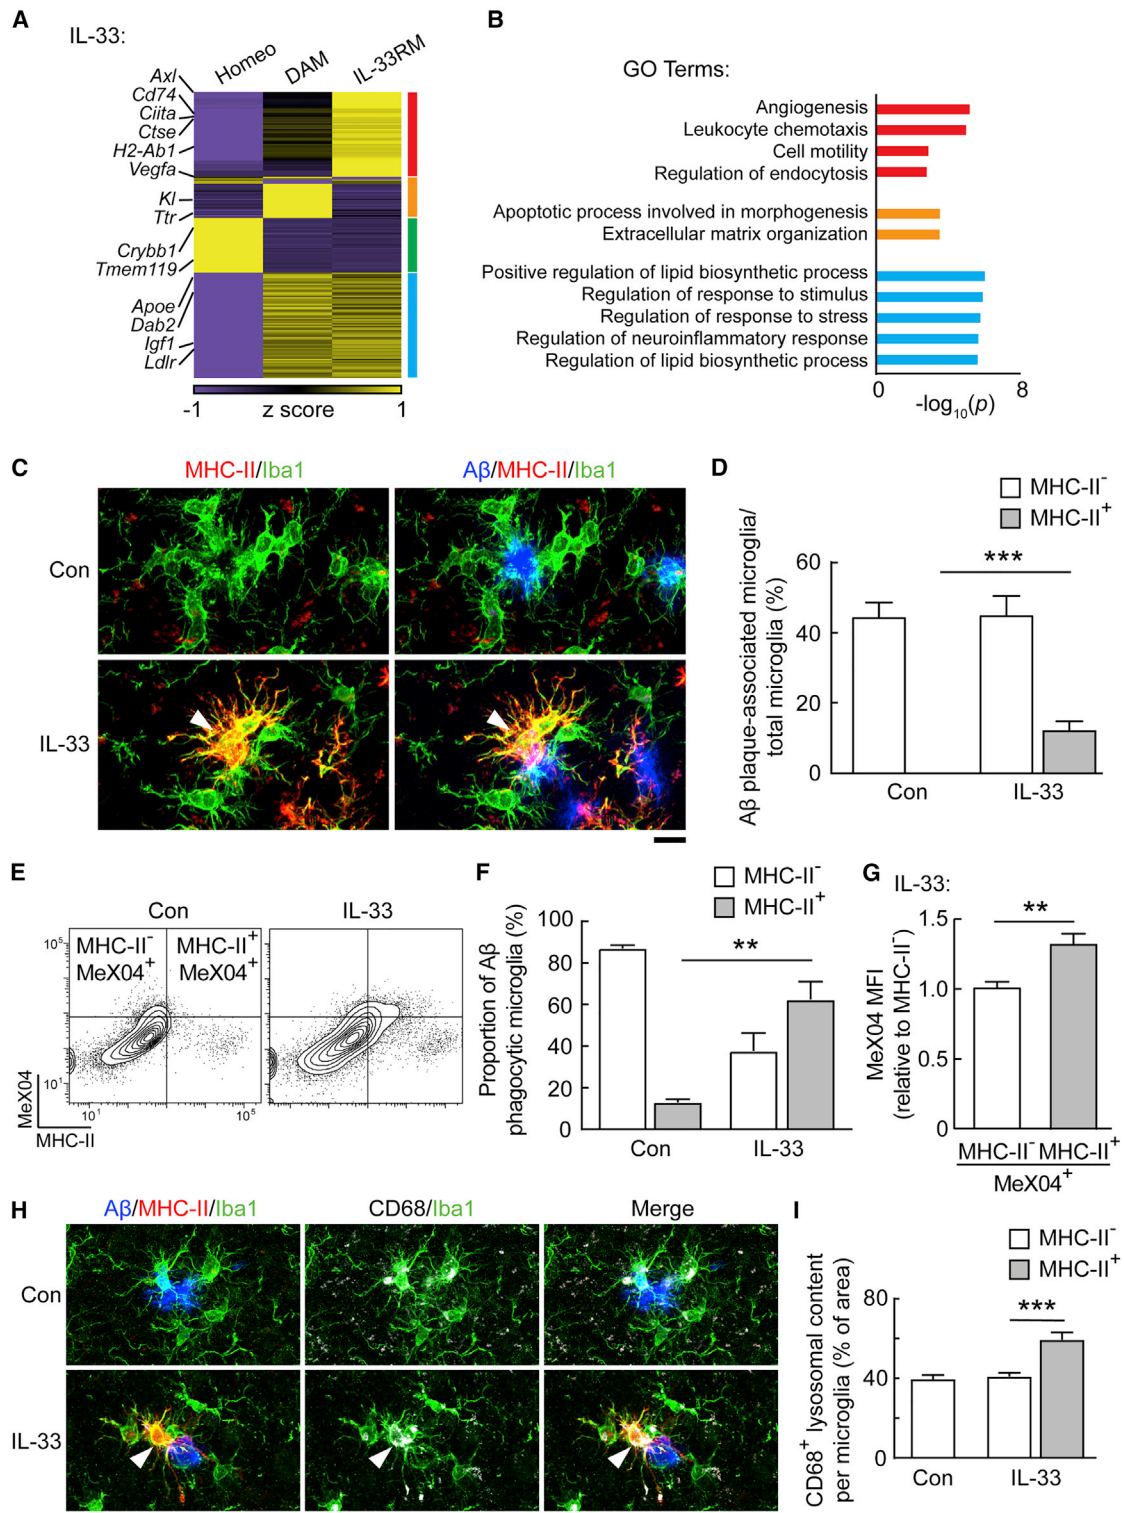 A
IL-33:
Homeo
DAM
IL-33RM
Axl
Cd74
Ciita
Ctse
H2-Ab1
Vegfa
Kl
Ttr
Crybb1
Tmem119
Apoe
Dab2
Igf1
Ldlr
-1 z score 1
B
GO Terms:
Angiogenesis
Leukocyte chemotaxis
Cell motility
Regulation of endocytosis
Apoptotic process involved in morphogenesis
Extracellular matrix organization
Positive regulation of lipid biosynthetic process
Regulation of response to stimulus
Regulation of response to stress
Regulation of neuroinflammatory response
Regulation of lipid biosynthetic process
0 8
-log10(p)
C
MHC-II/Iba1
Aβ/MHC-II/Iba1
Con
IL-33
D
MHC-II-
MHC-II+
Aβ plaque-associated microglia/
total microglia (%)
60
40
20
0
***
Con
IL-33
E
Con
IL-33
MHC-II- MHC-II+
MeX04+ MeX04+
10^5
10^1
MeX04
10^1 10^5
MHC-II
F
MHC-II-
MHC-II+
Proportion of Aβ
phagocytic microglia (%)
100
80
60
40
20
0
**
Con
IL-33
G
IL-33:
MeX04 MFI
(relative to MHC-II-)
1.5
1.0
0.5
0
**
MHC-II- MHC-II+
MeX04+
H
Aβ/MHC-II/Iba1
CD68/Iba1
Merge
Con
IL-33
I
MHC-II-
MHC-II+
CD68+ lysosomal content
per microglia (% of area)
80
40
0
***
Con
IL-33